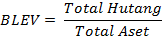 BLEV = Total Hutang / Total Aset